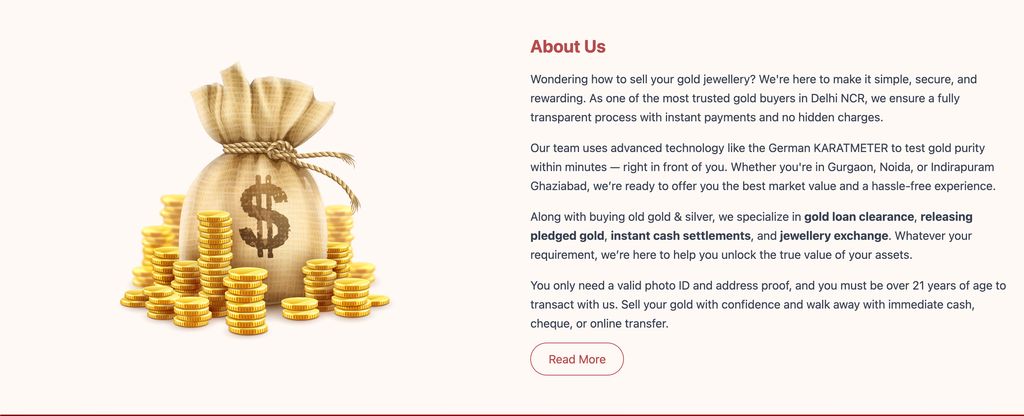 $
About Us
Wondering how to sell your gold jewellery? We're here to make it simple, secure, and
rewarding. As one of the most trusted gold buyers in Delhi NCR, we ensure a fully
transparent process with instant payments and no hidden charges.
Our team uses advanced technology like the German KARATMETER to test gold purity
within minutes — right in front of you. Whether you're in Gurgaon, Noida, or Indirapuram
Ghaziabad, we’re ready to offer you the best market value and a hassle-free experience.
Along with buying old gold & silver, we specialize in gold loan clearance, releasing
pledged gold, instant cash settlements, and jewellery exchange. Whatever your
requirement, we’re here to help you unlock the true value of your assets.
You only need a valid photo ID and address proof, and you must be over 21 years of age to
transact with us. Sell your gold with confidence and walk away with immediate cash,
cheque, or online transfer.
Read More